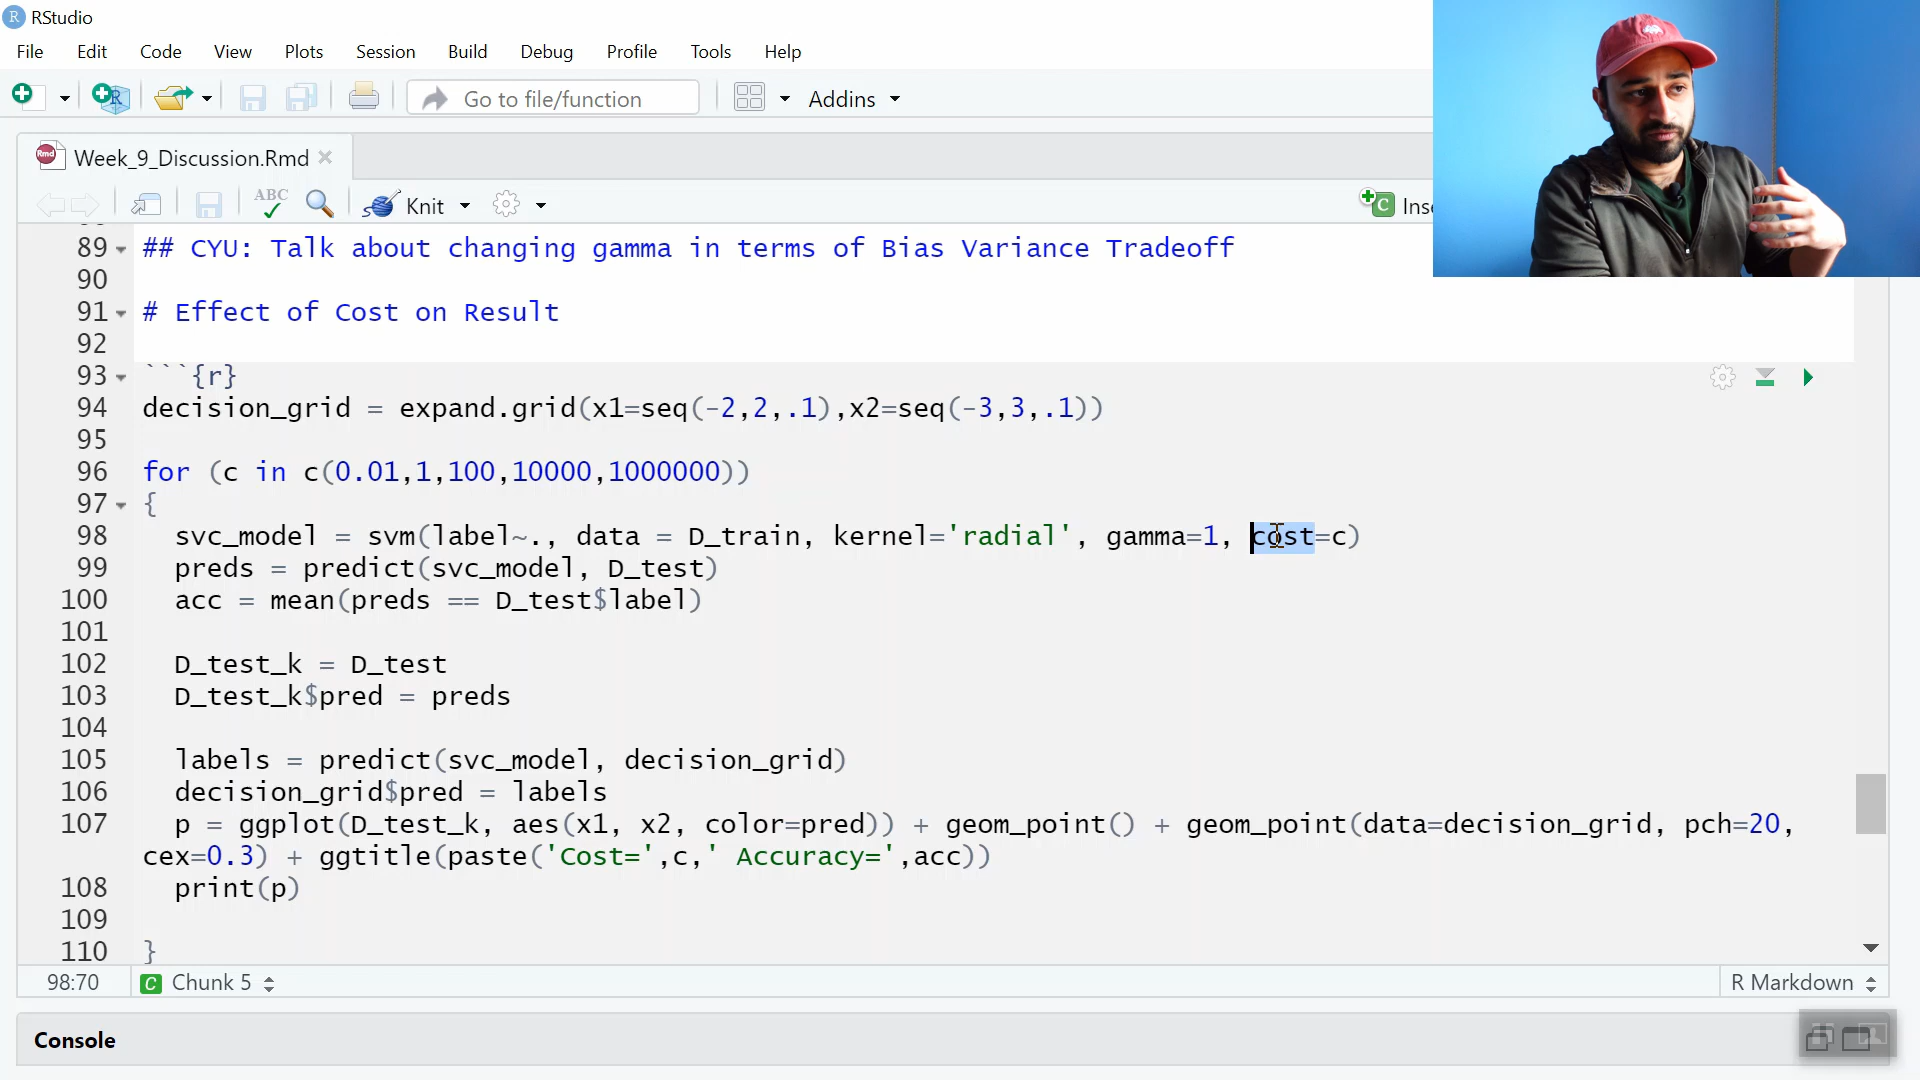 R RStudio
File Edit Code View Plots Session Build Debug Profile Tools Help
R Go to file/function Addins
Rmd Week_9_Discussion.Rmd
ABC Knit C Inse
89 ## CYU: Talk about changing gamma in terms of Bias Variance Tradeoff
90
91 # Effect of Cost on Result
92
93 ```{r}
94 decision_grid = expand.grid(x1=seq(-2,2,.1),x2=seq(-3,3,.1))
95
96 for (c in c(0.01,1,100,10000,1000000))
97 {
98 svc_model = svm(label~., data = D_train, kernel='radial', gamma=1, cost=c)
99 preds = predict(svc_model, D_test)
100 acc = mean(preds == D_test$label)
101
102 D_test_k = D_test
103 D_test_k$pred = preds
104
105 labels = predict(svc_model, decision_grid)
106 decision_grid$pred = labels
107 p = ggplot(D_test_k, aes(x1, x2, color=pred)) + geom_point() + geom_point(data=decision_grid, pch=20,
cex=0.3) + ggtitle(paste('Cost=',c,' Accuracy=',acc))
108 print(p)
109
110 }
98:70 C Chunk 5 R Markdown
Console